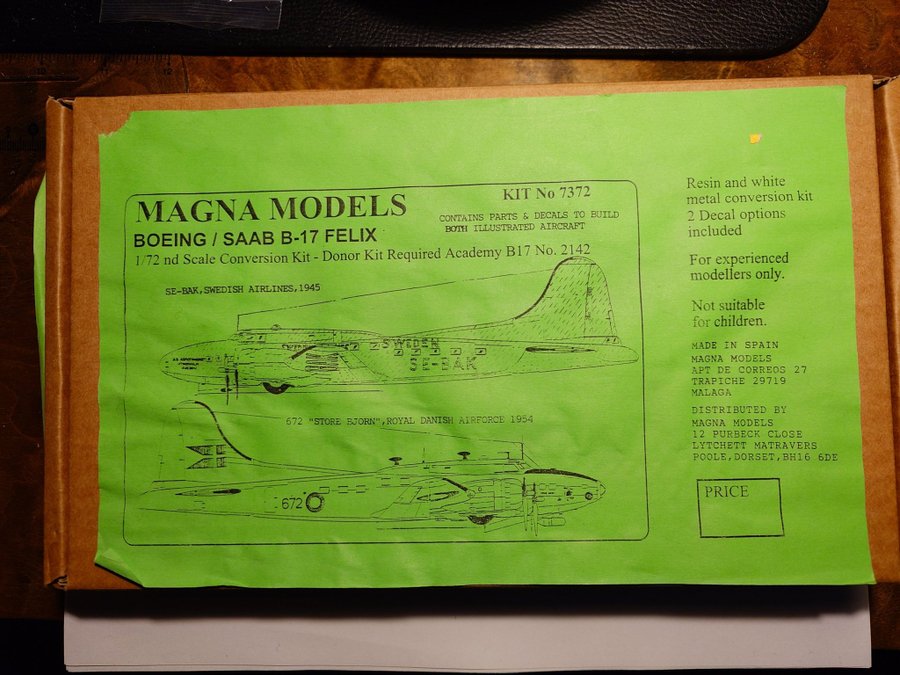 MAGNA MODELS
KIT No 7372
BOEING / SAAB B-17 FELIX
CONTAINS PARTS & DECALS TO BUILD
BOTH ILLUSTRATED AIRCRAFT
1/72 nd Scale Conversion Kit - Donor Kit Required Academy B17 No. 2142
SE-BAK, SWEDISH AIRLINES, 1945
SWEDEN
SE-BAK
672 "STORE BJORN", ROYAL DANISH AIRFORCE 1954
672
Resin and white
metal conversion kit
2 Decal options
included
For experienced
modellers only.
Not suitable
for children.
MADE IN SPAIN
MAGNA MODELS
APT DE CORREOS 27
TRAPICHE 29719
MALAGA
DISTRIBUTED BY
MAGNA MODELS
12 PURBECK CLOSE
LYTCHETT MATRAVERS
POOLE, DORSET, BH16 6DE
PRICE